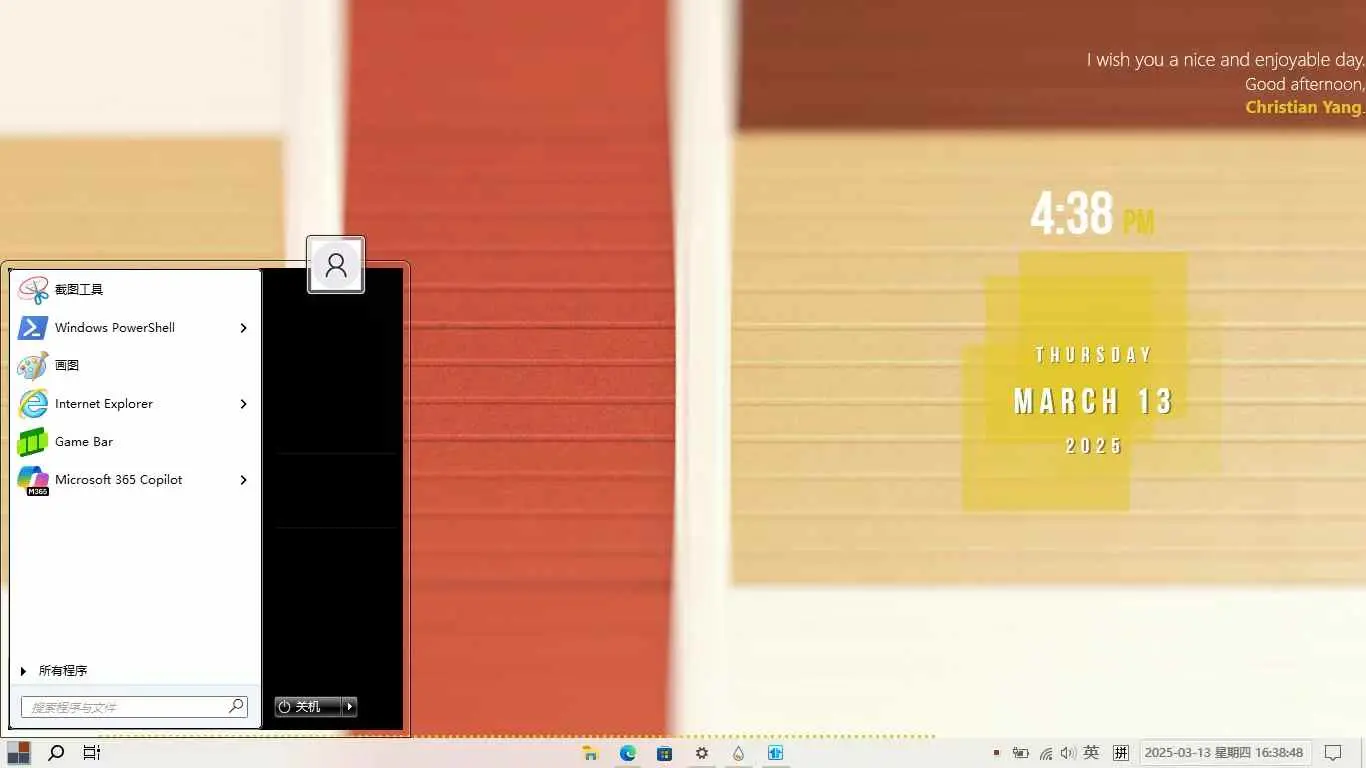 I wish you a nice and enjoyable day.
Good afternoon,
Christian Yang.
4:38 PM
THURSDAY
MARCH 13
2025
截图工具
Windows PowerShell
画图
Internet Explorer
Game Bar
Microsoft 365 Copilot
M365
所有程序
搜索程序与文件
关机
英
拼
2025-03-13 星期四 16:38:48